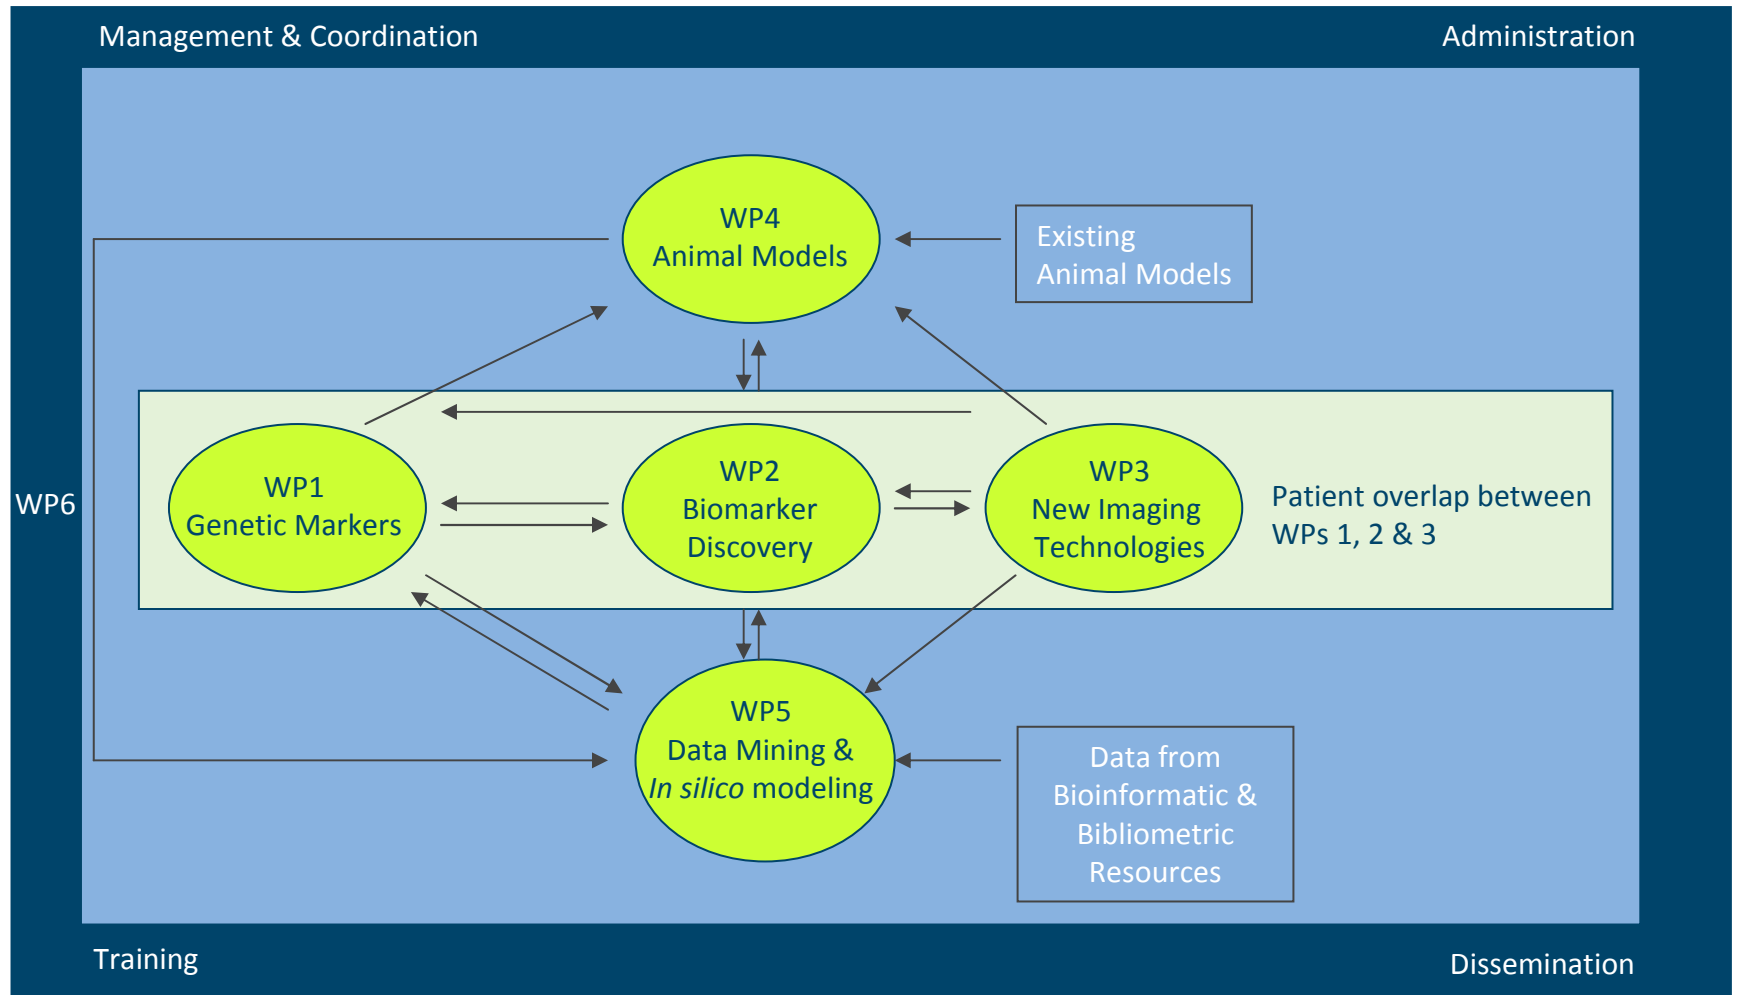 Management & Coordination
Administration
WP4
Animal Models
Existing
Animal Models
WP6
WP1
Genetic Markers
WP2
Biomarker
Discovery
WP3
New Imaging
Technologies
Patient overlap between
WPs 1, 2 & 3
WP5
Data Mining &
In silico modeling
Data from
Bioinformatic &
Bibliometric
Resources
Training
Dissemination